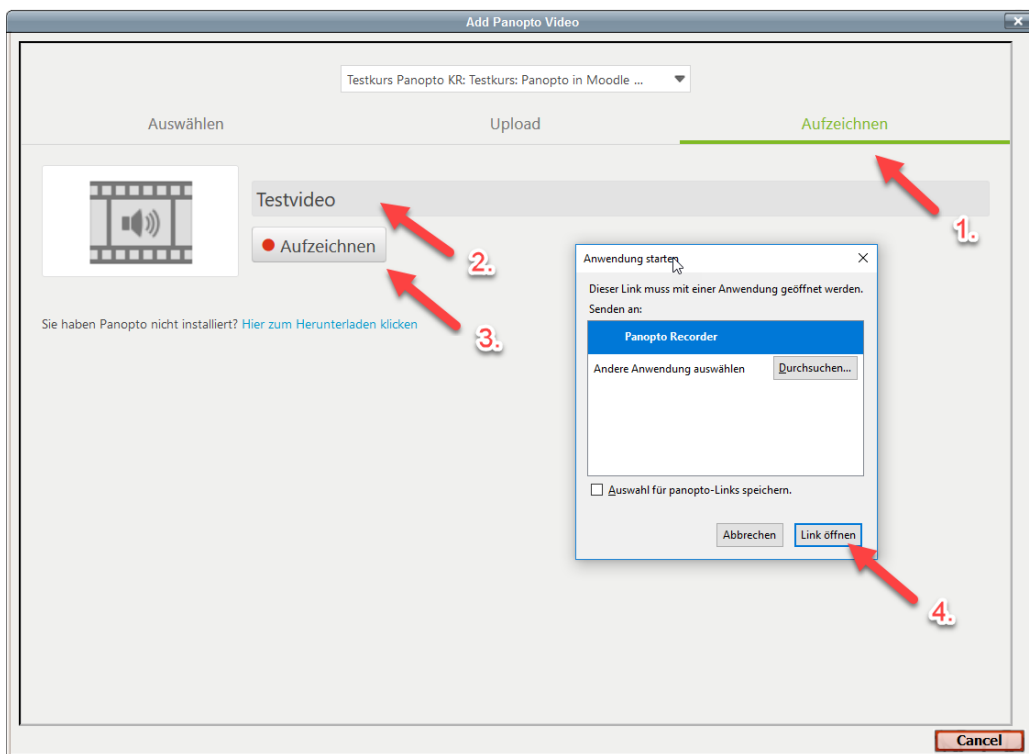 Add Panopto Video
Testkurs Panopto KR: Testkurs: Panopto in Moodle ...
Auswählen
Upload
Aufzeichnen
1.
Testvideo
2.
Aufzeichnen
3.
Sie haben Panopto nicht installiert? Hier zum Herunterladen klicken
Anwendung starten
Dieser Link muss mit einer Anwendung geöffnet werden.
Senden an:
Panopto Recorder
Andere Anwendung auswählen
Durchsuchen...
Auswahl für panopto-Links speichern.
Abbrechen
Link öffnen
4.
Cancel